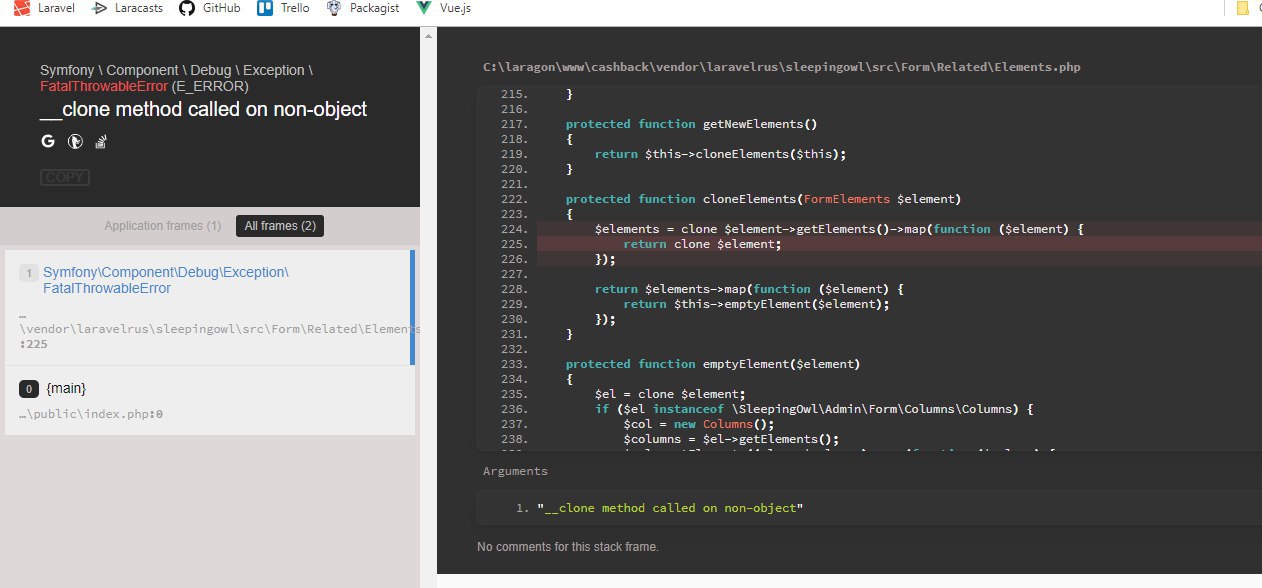 Laravel Laracasts GitHub Trello Packagist Vue.js
Symfony \ Component \ Debug \ Exception \
FatalThrowableError (E_ERROR)
__clone method called on non-object
COPY
Application frames (1) All frames (2)
1 Symfony\Component\Debug\Exception\
FatalThrowableError
…
\vendor\laravelrus\sleepingowl\src\Form\Related\Elements
:225
0 {main}
…\public\index.php:0
C:\laragon\www\cashback\vendor\laravelrus\sleepingowl\src\Form\Related\Elements.php
215. }
216.
217. protected function getNewElements()
218. {
219. return $this->cloneElements($this);
220. }
221.
222. protected function cloneElements(FormElements $element)
223. {
224. $elements = clone $element->getElements()->map(function ($element) {
225. return clone $element;
226. });
227.
228. return $elements->map(function ($element) {
229. return $this->emptyElement($element);
230. });
231. }
232.
233. protected function emptyElement($element)
234. {
235. $el = clone $element;
236. if ($el instanceof \SleepingOwl\Admin\Form\Columns\Columns) {
237. $col = new Columns();
238. $columns = $el->getElements();
Arguments
1. "__clone method called on non-object"
No comments for this stack frame.